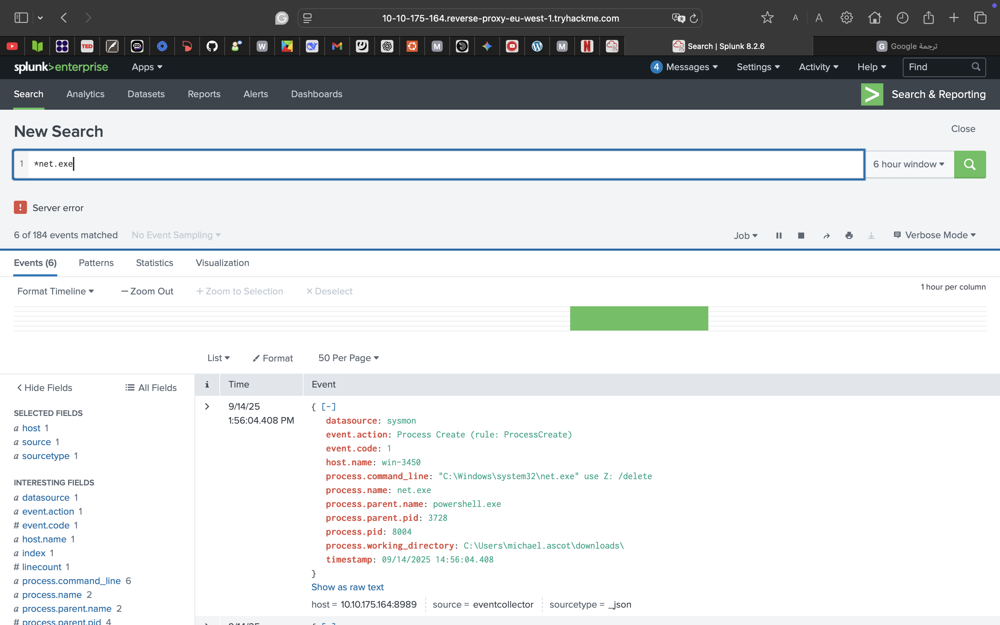 10-10-175-164.reverse-proxy-eu-west-1.tryhackme.com
A A
TED W M M N
Search | Splunk 8.2.6
G ترجمة Google
splunk>enterprise Apps 4 Messages Settings Activity Help Find
Search Analytics Datasets Reports Alerts Dashboards > Search & Reporting
New Search Close
1 *net.exe 6 hour window
! Server error
6 of 184 events matched No Event Sampling Job Verbose Mode
Events (6) Patterns Statistics Visualization
Format Timeline — Zoom Out + Zoom to Selection × Deselect 1 hour per column
List Format 50 Per Page
< Hide Fields All Fields
SELECTED FIELDS
a host 1
a source 1
a sourcetype 1
INTERESTING FIELDS
a datasource 1
a event.action 1
# event.code 1
a host.name 1
a index 1
# linecount 1
a process.command_line 6
a process.name 2
a process.parent.name 2
# process.parent.pid 4
i Time Event
> 9/14/25
1:56:04.408 PM
{ [-]
datasource: sysmon
event.action: Process Create (rule: ProcessCreate)
event.code: 1
host.name: win-3450
process.command_line: "C:\Windows\system32\net.exe" use Z: /delete
process.name: net.exe
process.parent.name: powershell.exe
process.parent.pid: 3728
process.pid: 8004
process.working_directory: C:\Users\michael.ascot\downloads\
timestamp: 09/14/2025 14:56:04.408
}
Show as raw text
host = 10.10.175.164:8989 source = eventcollector sourcetype = _json
> 9/14/25 { [-]